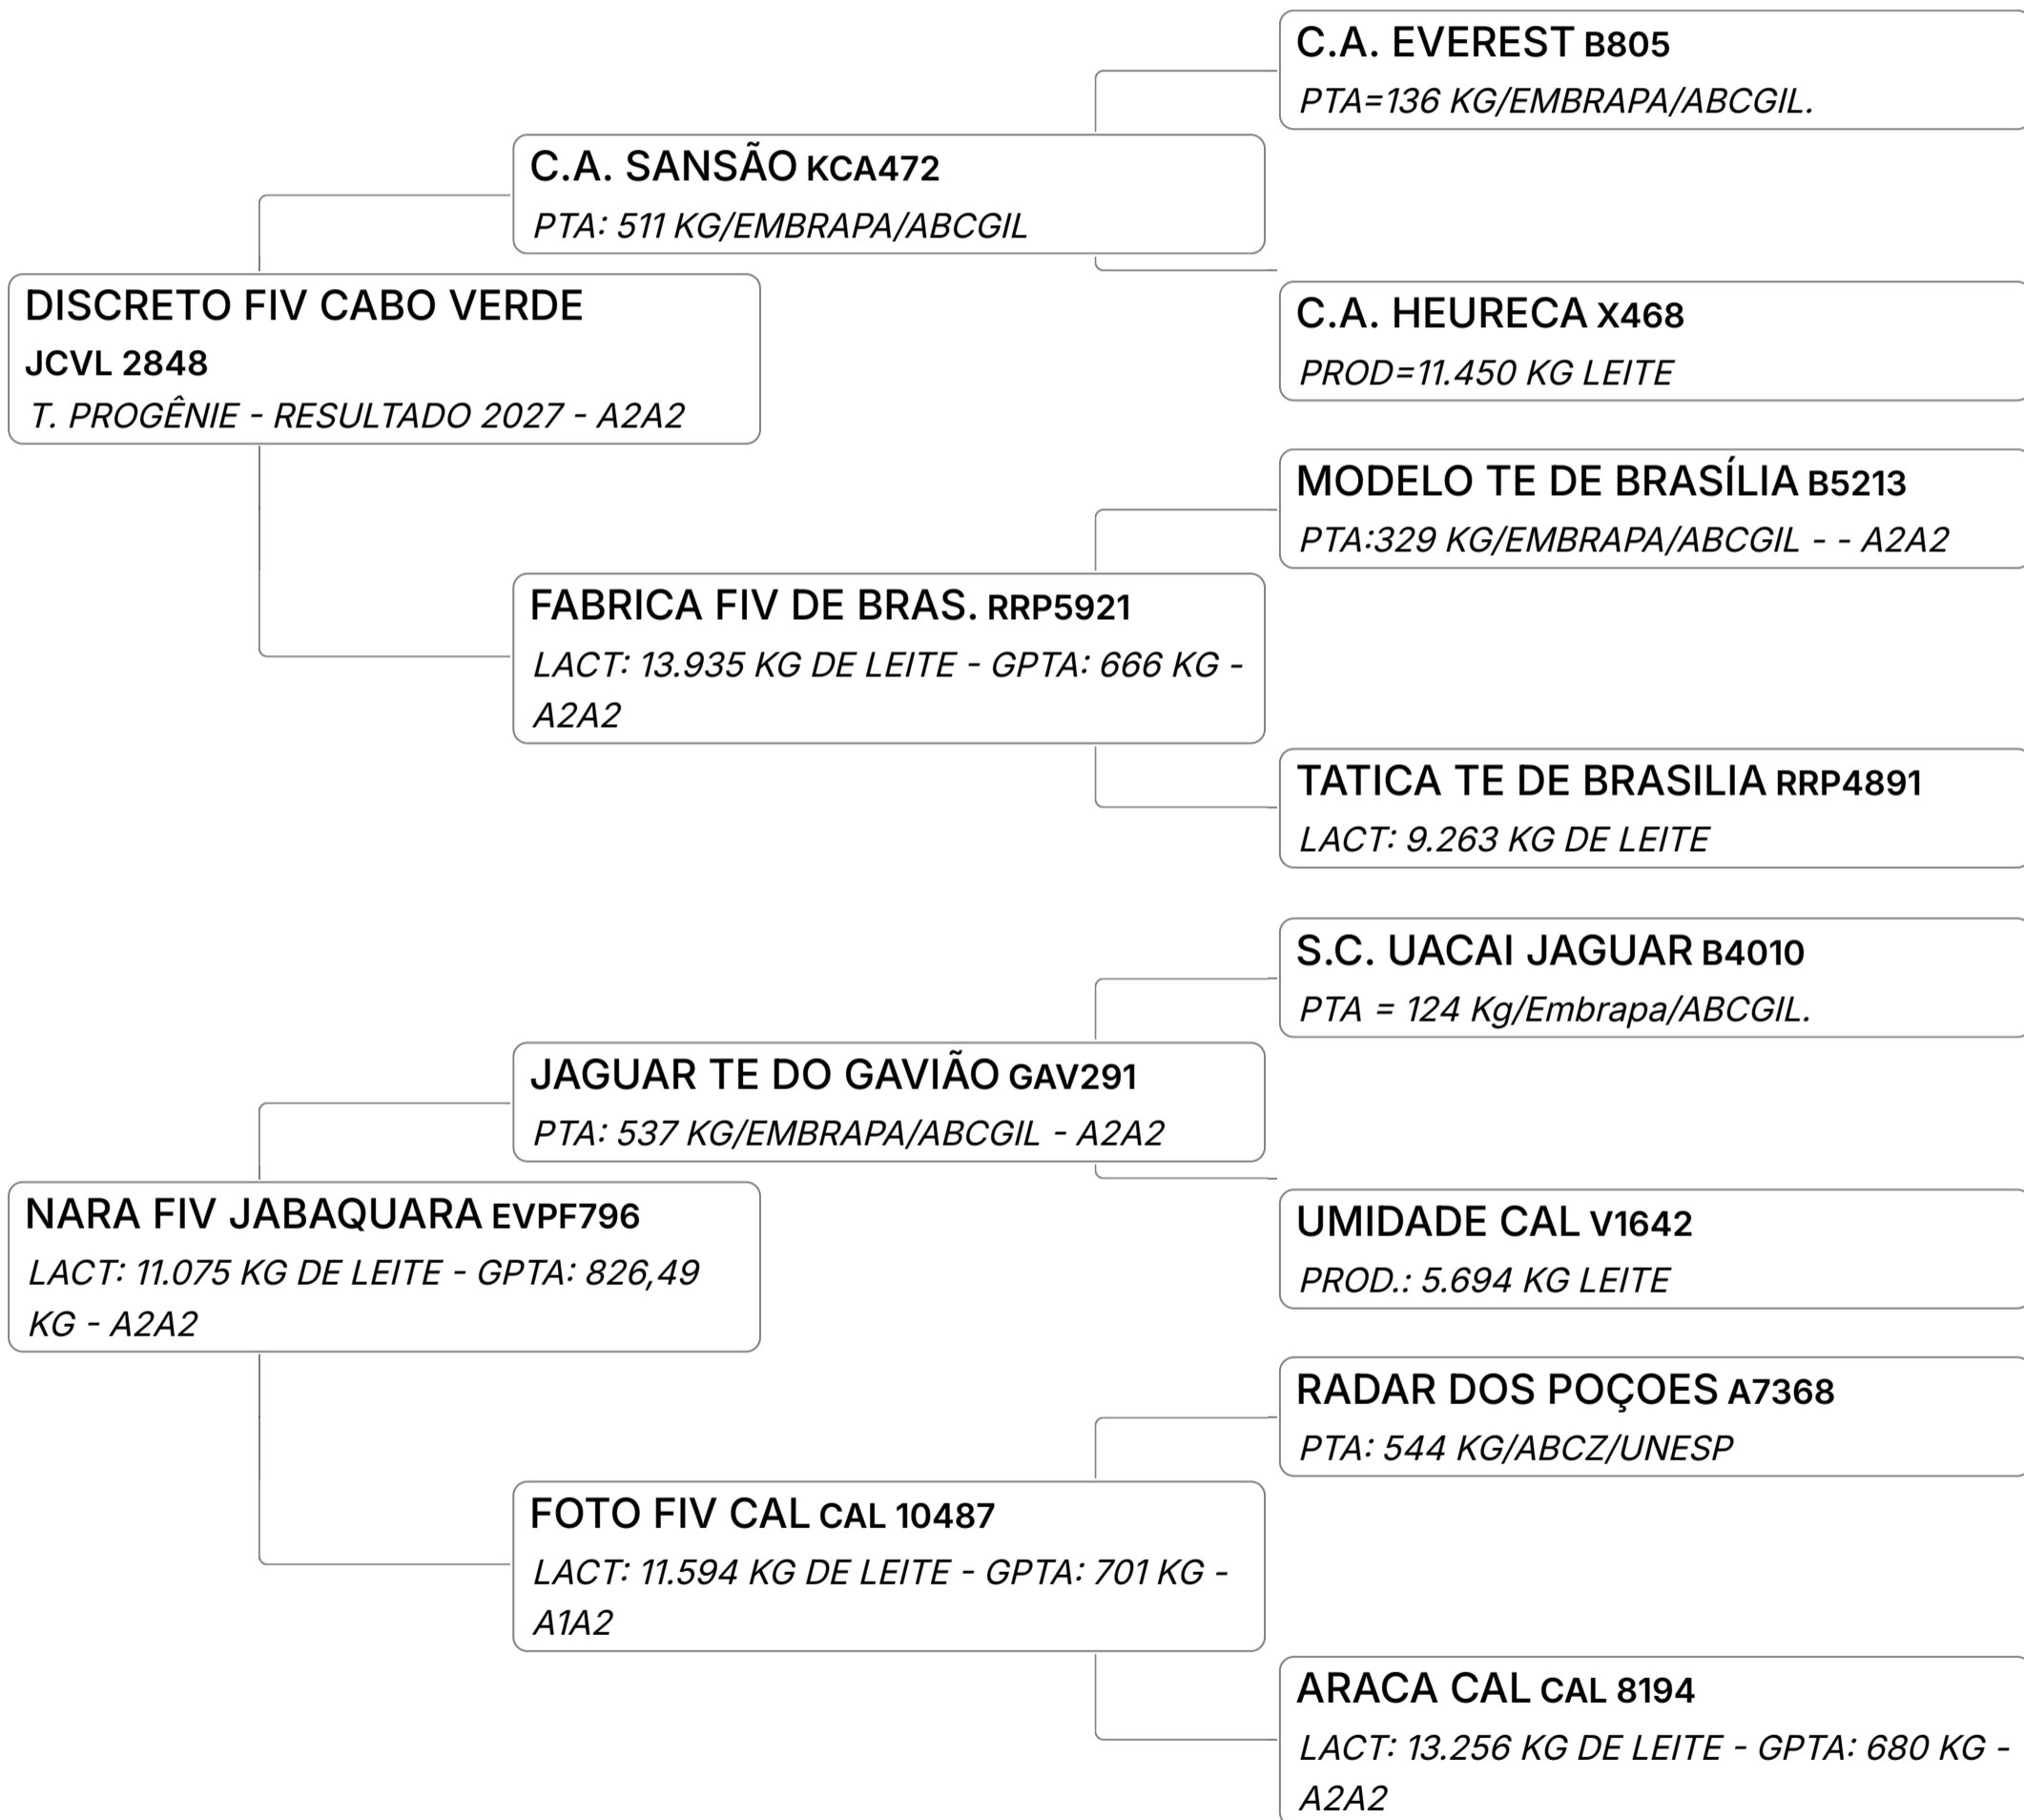 C.A. EVEREST B805
PTA=136 KG/EMBRAPA/ABCGIL.
C.A. SANSÃO KCA472
PTA: 511 KG/EMBRAPA/ABCGIL
DISCRETO FIV CABO VERDE
JCVL 2848
T. PROGÊNIE - RESULTADO 2027 - A2A2
C.A. HEURECA X468
PROD=11.450 KG LEITE
MODELO TE DE BRASÍLIA B5213
PTA:329 KG/EMBRAPA/ABCGIL - - A2A2
FABRICA FIV DE BRAS. RRP5921
LACT: 13.935 KG DE LEITE - GPTA: 666 KG -
A2A2
TATICA TE DE BRASILIA RRP4891
LACT: 9.263 KG DE LEITE
S.C. UACAI JAGUAR B4010
PTA = 124 Kg/Embrapa/ABCGIL.
JAGUAR TE DO GAVIÃO GAV291
PTA: 537 KG/EMBRAPA/ABCGIL - A2A2
NARA FIV JABAQUARA EVPF796
LACT: 11.075 KG DE LEITE - GPTA: 826,49
KG - A2A2
UMIDADE CAL V1642
PROD.: 5.694 KG LEITE
RADAR DOS POÇOES A7368
PTA: 544 KG/ABCZ/UNESP
FOTO FIV CAL CAL 10487
LACT: 11.594 KG DE LEITE - GPTA: 701 KG -
A1A2
ARACA CAL CAL 8194
LACT: 13.256 KG DE LEITE - GPTA: 680 KG -
A2A2